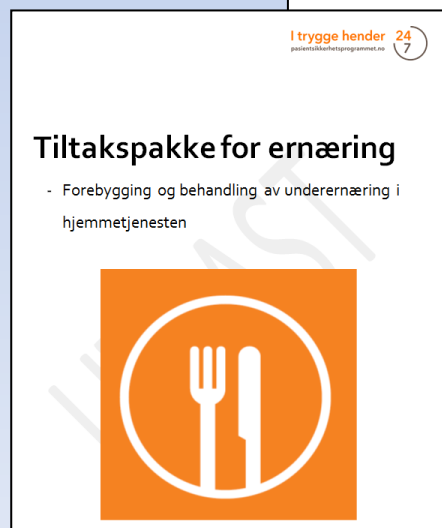 I trygge hender 24
pasientsikkerhetsprogrammet.no 7
Tiltakspakke for ernæring
- Forebygging og behandling av underernæring i
hjemmetjenesten